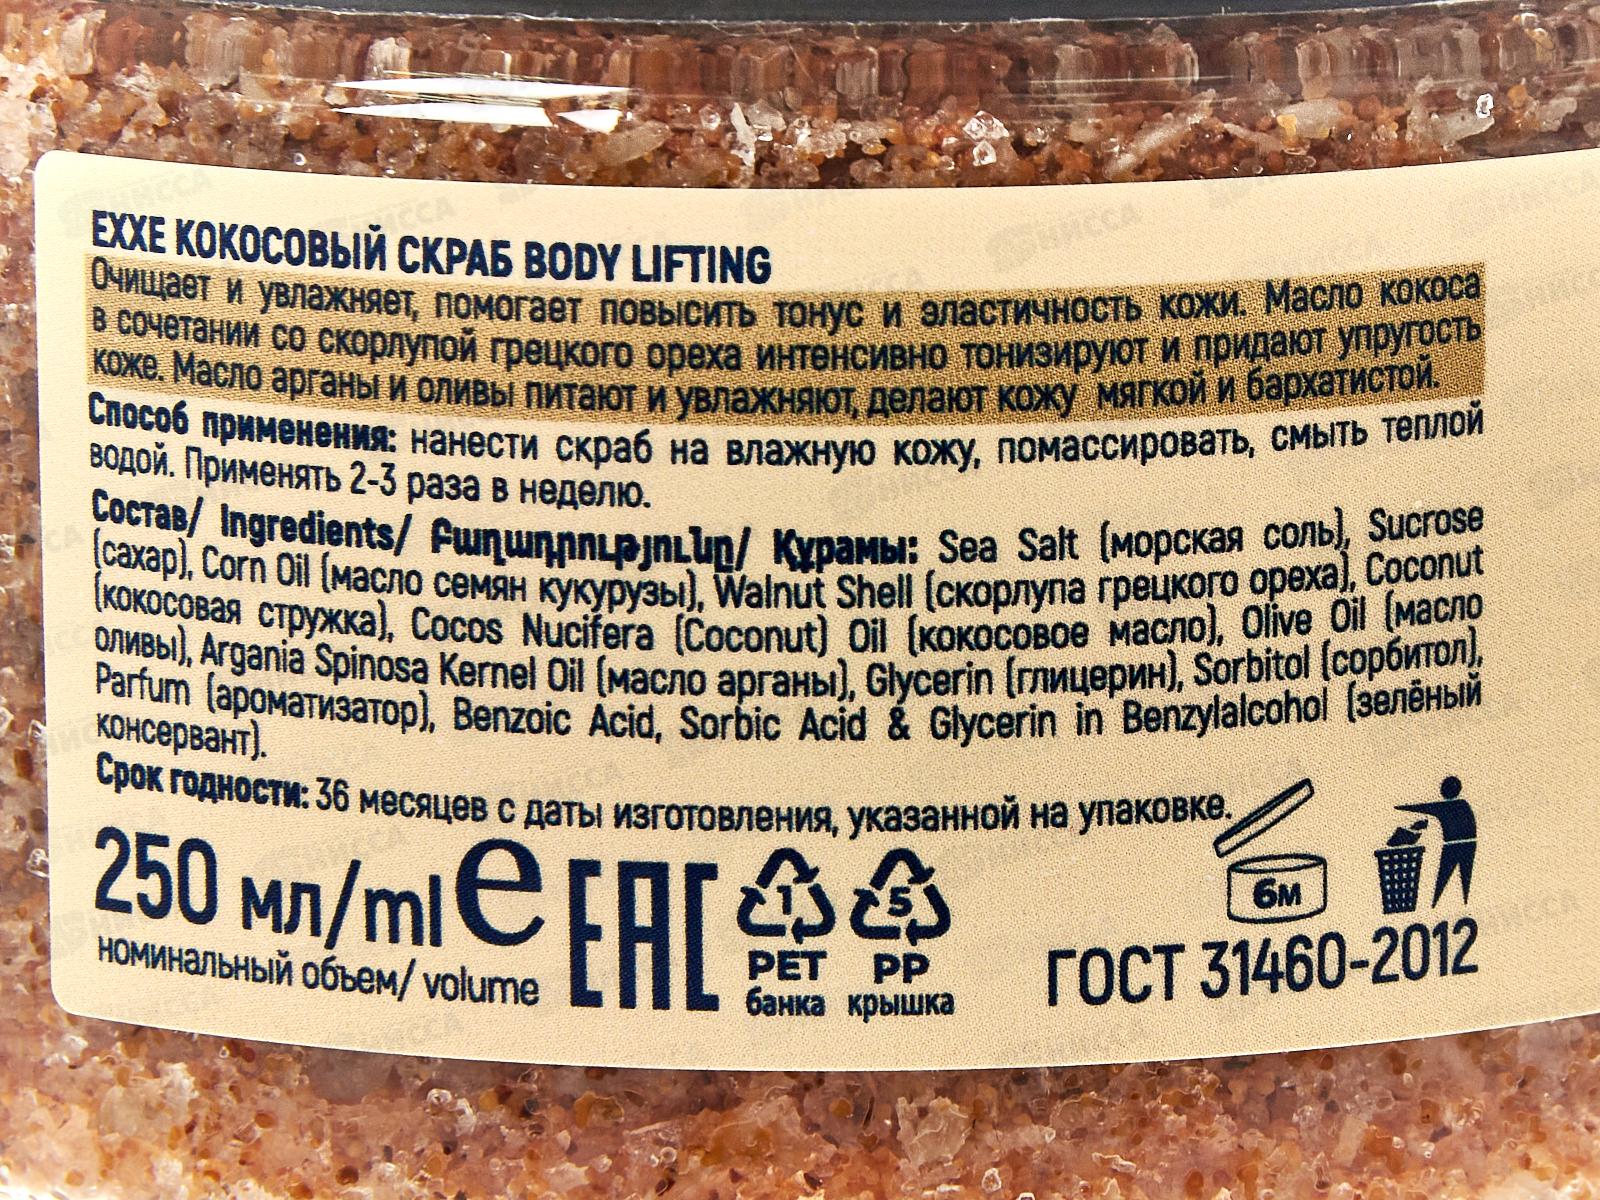 EXXE КОКОСОВЫЙ СКРАБ BODY LIFTING
Очищает и увлажняет, помогает повысить тонус и эластичность кожи. Масло кокоса
в сочетании со скорлупой грецкого ореха интенсивно тонизируют и придают упругость
коже. Масло арганы и оливы питают и увлажняют, делают кожу мягкой и бархатистой.
Способ применения: нанести скраб на влажную кожу, помассировать, смыть теплой
водой. Применять 2-3 раза в неделю.
Состав/ Ingredients/ Բաղադրությունը/ Құрамы: Sea Salt (морская соль), Sucrose
(сахар), Corn Oil (масло семян кукурузы), Walnut Shell (скорлупа грецкого ореха), Coconut
(кокосовая стружка), Cocos Nucifera (Coconut) Oil (кокосовое масло), Olive Oil (масло
оливы), Argania Spinosa Kernel Oil (масло арганы), Glycerin (глицерин), Sorbitol (сорбитол),
Parfum (ароматизатор), Benzoic Acid, Sorbic Acid & Glycerin in Benzylalcohol (зелёный
консервант).
Срок годности: 36 месяцев с даты изготовления, указанной на упаковке.
250 мл/ml e
номинальный объем/ volume
EAC
1
PET
банка
5
PP
крышка
6м
ГОСТ 31460-2012
НИССА